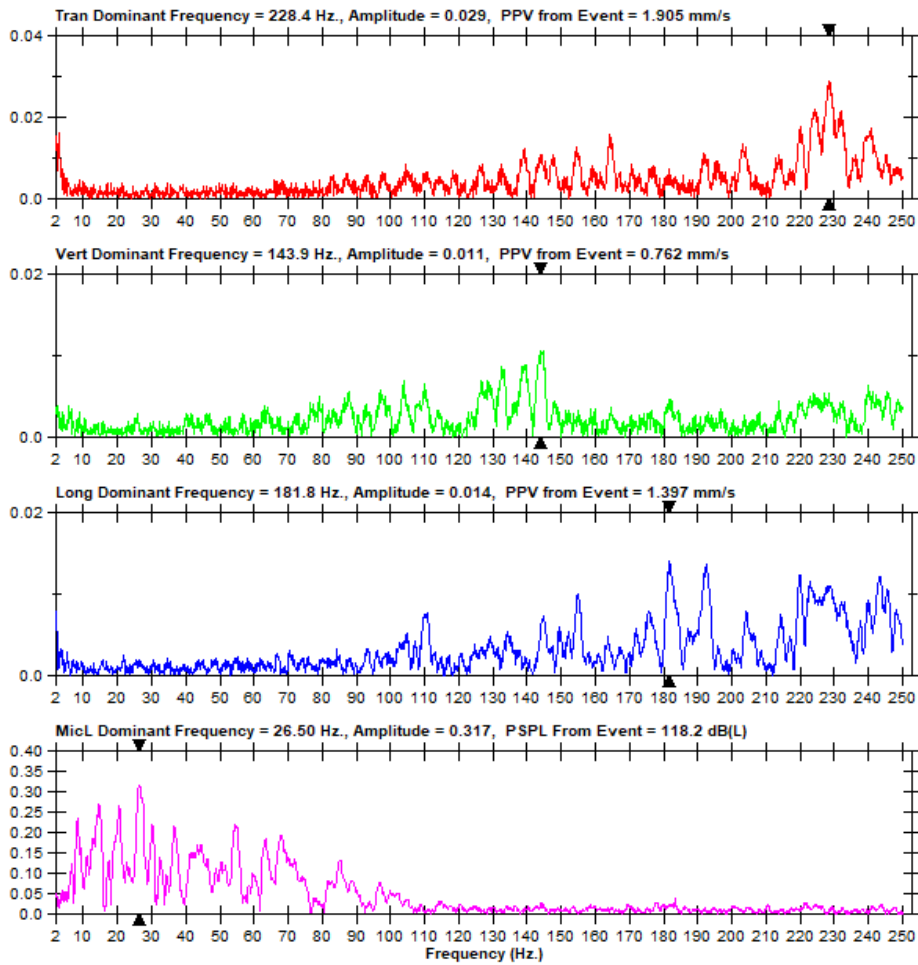 Tran Dominant Frequency = 228.4 Hz., Amplitude = 0.029, PPV from Event = 1.905 mm/s
0.04
0.02
0.0
2 10 20 30 40 50 60 70 80 90 100 110 120 130 140 150 160 170 180 190 200 210 220 230 240 250
Vert Dominant Frequency = 143.9 Hz., Amplitude = 0.011, PPV from Event = 0.762 mm/s
0.02
0.0
2 10 20 30 40 50 60 70 80 90 100 110 120 130 140 150 160 170 180 190 200 210 220 230 240 250
Long Dominant Frequency = 181.8 Hz., Amplitude = 0.014, PPV from Event = 1.397 mm/s
0.02
0.0
2 10 20 30 40 50 60 70 80 90 100 110 120 130 140 150 160 170 180 190 200 210 220 230 240 250
MicL Dominant Frequency = 26.50 Hz., Amplitude = 0.317, PSPL From Event = 118.2 dB(L)
0.40
0.35
0.30
0.25
0.20
0.15
0.10
0.05
0.0
2 10 20 30 40 50 60 70 80 90 100 110 120 130 140 150 160 170 180 190 200 210 220 230 240 250
Frequency (Hz.)